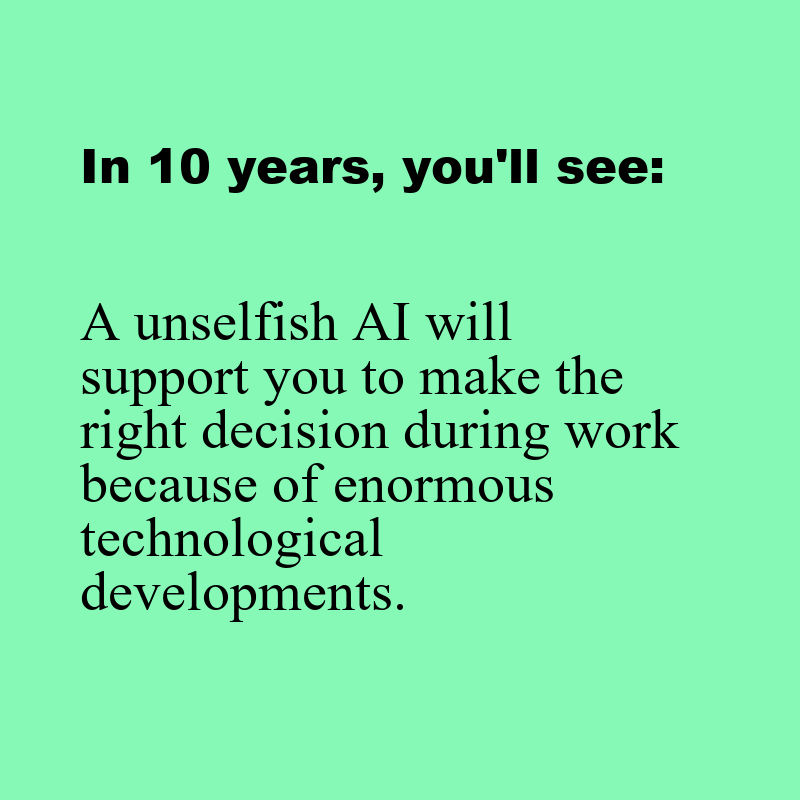 In 10 years, you'll see:
A unselfish AI will
support you to make the
right decision during work
because of enormous
technological
developments.